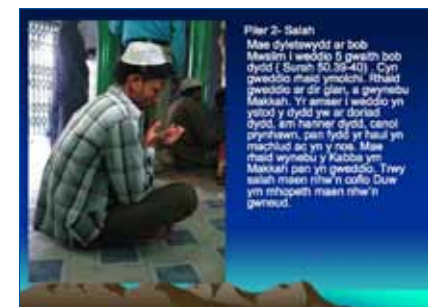 Piler 2- Salah
Mae dyletswydd ar bob
Mwslim i weddio 5 gwaith bob
dydd ( Surah 50.39-40) . Cyn
gweddio rhaid ymolchi. Rhaid
gweddio ar dir glan, a gwynebu
Makkah. Yr amser i weddio yn
ystod y dydd yw ar doriad
dydd, am hanner dydd, canol
prynhawn, pan fydd yr haul yn
machlud ac yn y nos. Mae
rhaid wynebu y Kabba ym
Makkah pan yn gweddio. Trwy
salah maen nhw'n cofio Duw
ym mhopeth maen nhw'n
gwneud.